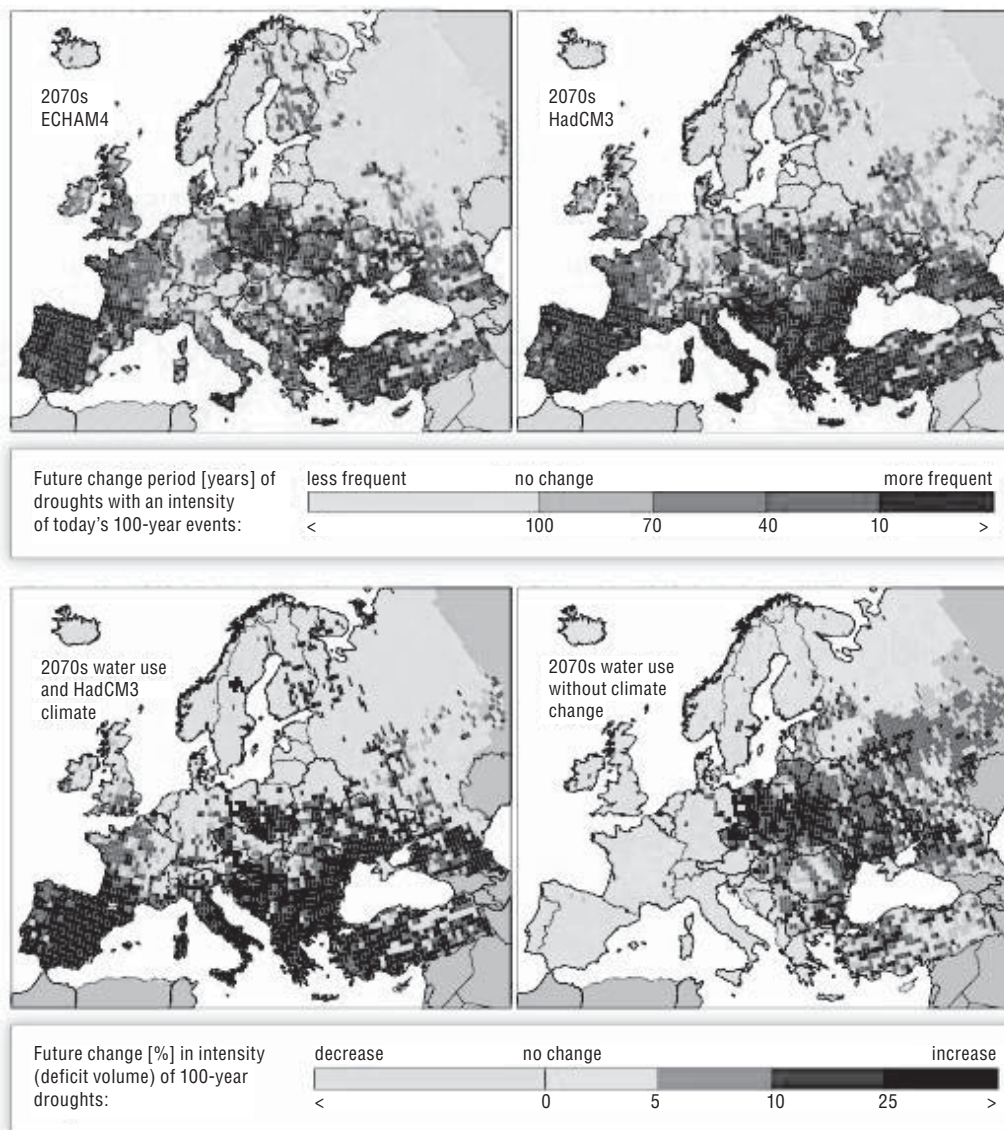 2070s
ECHAM4
2070s
HadCM3
Future change period [years] of
droughts with an intensity
of today's 100-year events:
less frequent no change more frequent
< 100 70 40 10 >
2070s water use
and HadCM3
climate
2070s water use
without climate
change
Future change [%] in intensity
(deficit volume) of 100-year
droughts:
decrease no change increase
< 0 5 10 25 >